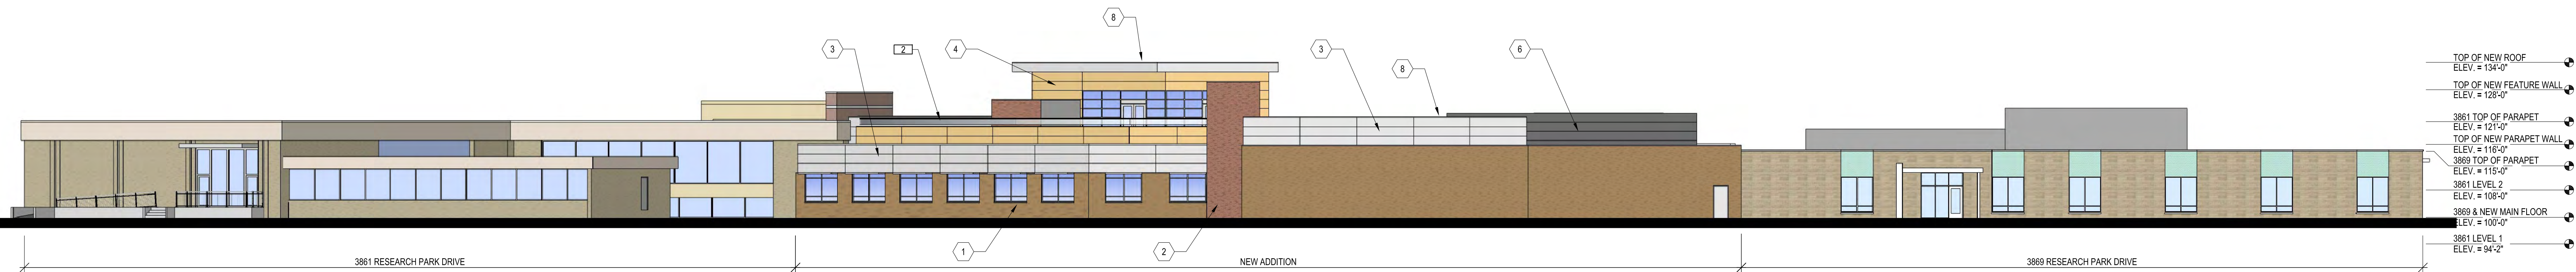 8
3
2
4
3
8
6
TOP OF NEW ROOF
ELEV. = 134'-0"
TOP OF NEW FEATURE WALL
ELEV. = 128'-0"
3861 TOP OF PARAPET
ELEV. = 121'-0"
TOP OF NEW PARAPET WALL
ELEV. = 116'-0"
3869 TOP OF PARAPET
ELEV. = 115'-0"
3861 LEVEL 2
ELEV. = 108'-0"
3869 & NEW MAIN FLOOR
ELEV. = 100'-0"
3861 LEVEL 1
ELEV. = 94'-2"
1
2
3861 RESEARCH PARK DRIVE
NEW ADDITION
3869 RESEARCH PARK DRIVE